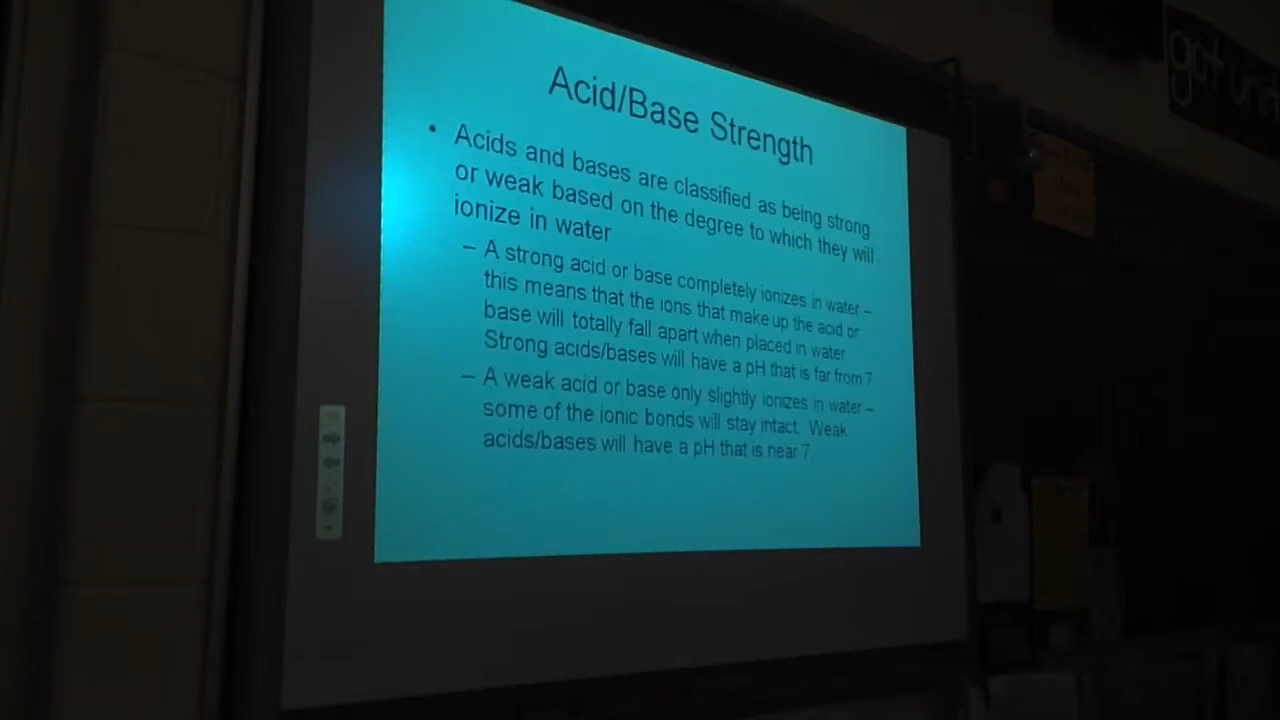 Acid/Base Strength
• Acids and bases are classified as being strong
or weak based on the degree to which they will
ionize in water
– A strong acid or base completely ionizes in water –
this means that the ions that make up the acid or
base will totally fall apart when placed in water
Strong acids/bases will have a pH that is far from 7
– A weak acid or base only slightly ionizes in water –
some of the ionic bonds will stay intact. Weak
acids/bases will have a pH that is near 7.
got